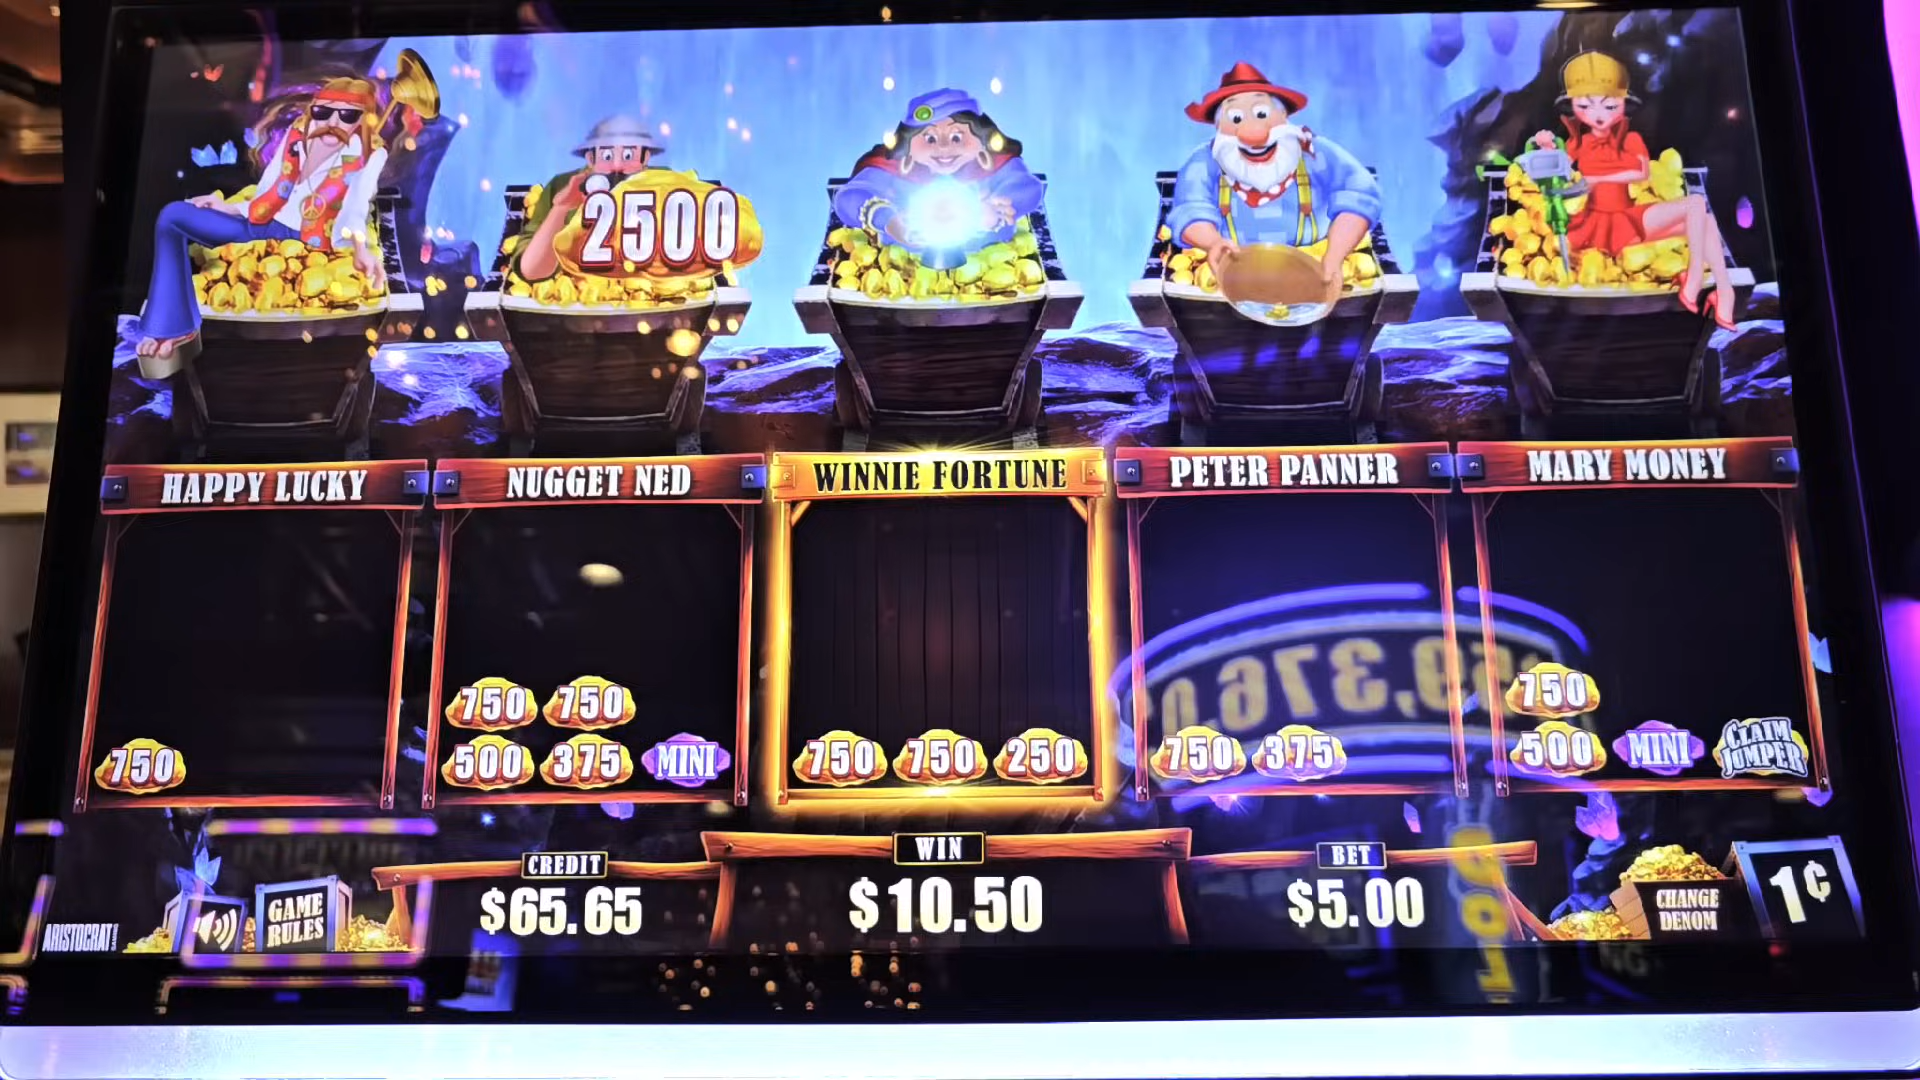 2500
HAPPY LUCKY
NUGGET NED
WINNIE FORTUNE
PETER PANNER
MARY MONEY
750
750 750
500 375 MINI
750 750 250
750 375
750
500 MINI CLAIM JUMPER
ARISTOCRAT
GAME
RULES
CREDIT
$65.65
WIN
$10.50
BET
$5.00
CHANGE
DENOM
1¢